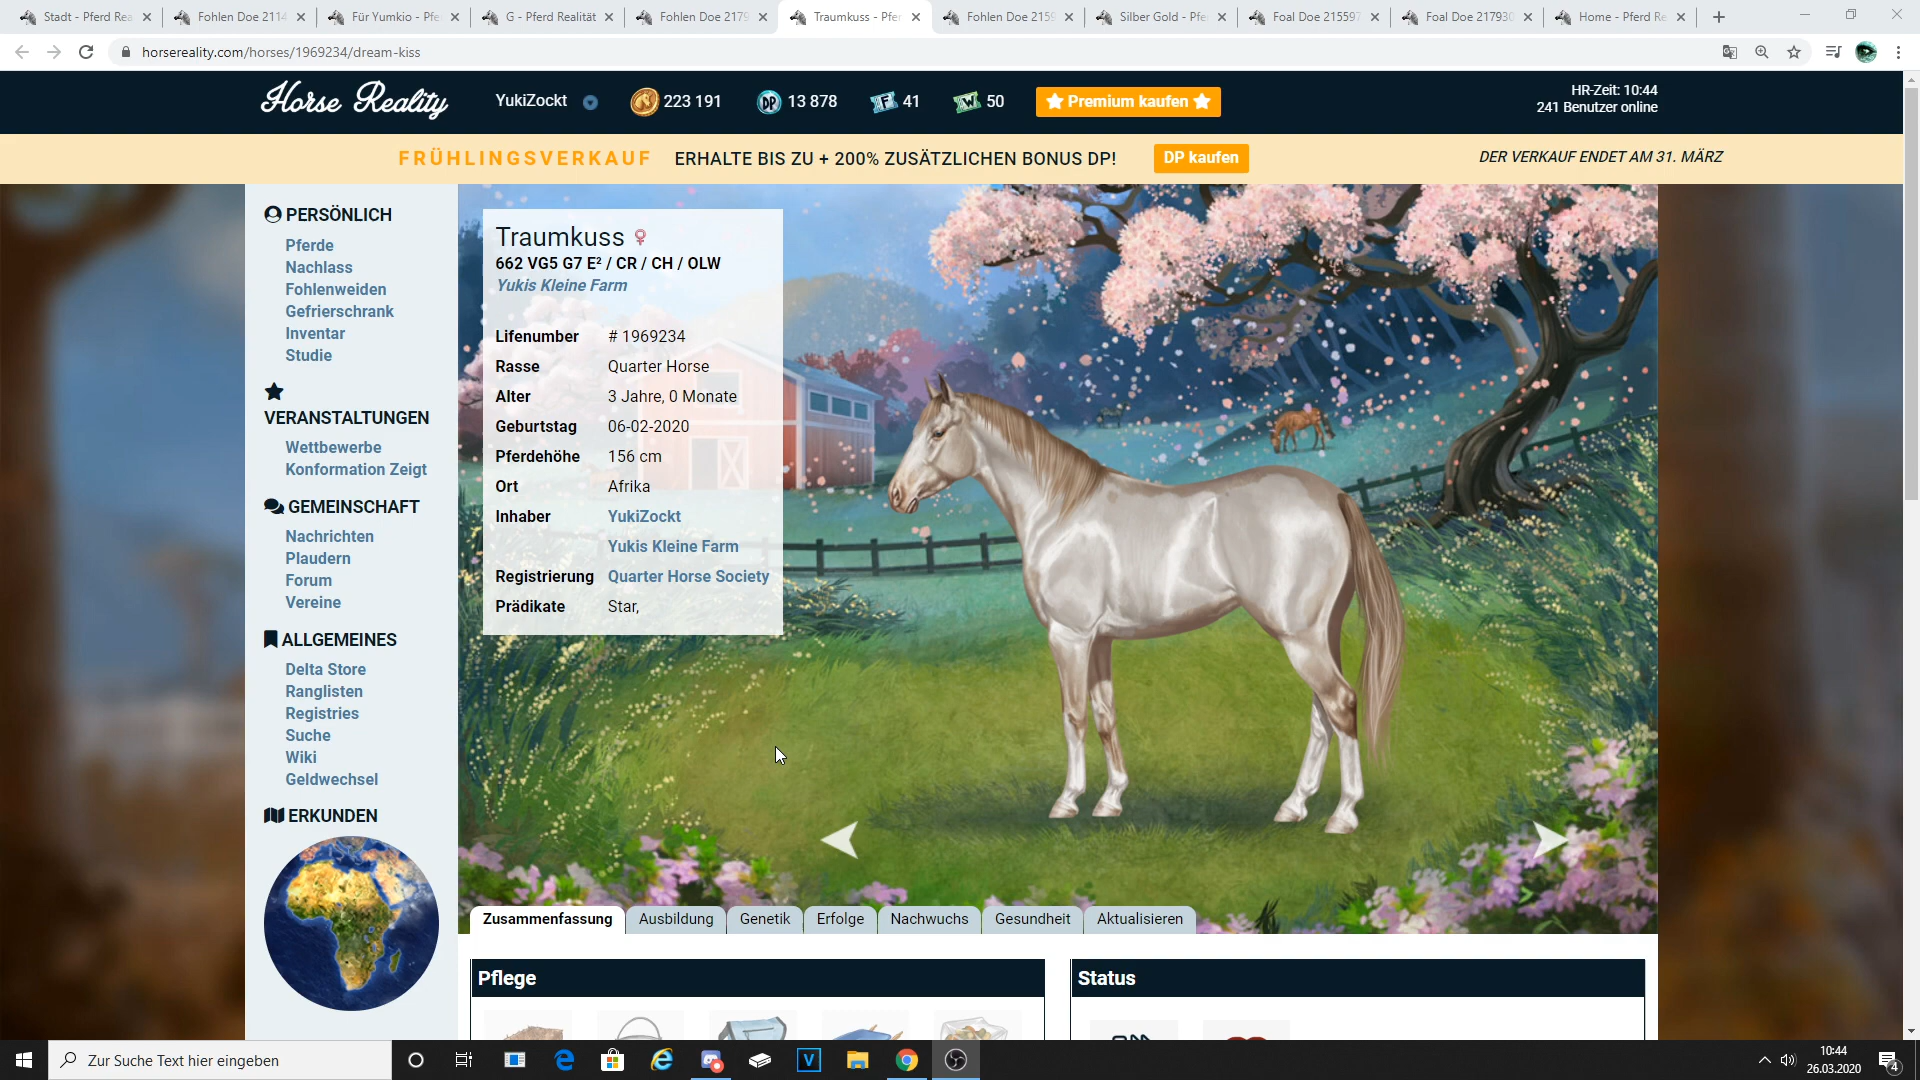 Stadt - Pferd Rea
Fohlen Doe 2114
Für Yumkio - Pfe
G - Pferd Realität
Fohlen Doe 2179
Traumkuss - Pfer
Fohlen Doe 2159
Silber Gold - Pfe
Foal Doe 215597
Foal Doe 217930
Home - Pferd Re
horsereality.com/horses/1969234/dream-kiss
Horse Reality
YukiZockt
223 191
DP 13 878
F 41
W 50
Premium kaufen
HR-Zeit: 10:44
241 Benutzer online
FRÜHLINGSVERKAUF ERHALTE BIS ZU + 200% ZUSÄTZLICHEN BONUS DP!
DP kaufen
DER VERKAUF ENDET AM 31. MÄRZ
PERSÖNLICH
Pferde
Nachlass
Fohlenweiden
Gefrierschrank
Inventar
Studie
VERANSTALTUNGEN
Wettbewerbe
Konformation Zeigt
GEMEINSCHAFT
Nachrichten
Plaudern
Forum
Vereine
ALLGEMEINES
Delta Store
Ranglisten
Registries
Suche
Wiki
Geldwechsel
ERKUNDEN
Traumkuss
662 VG5 G7 E² / CR / CH / OLW
Yukis Kleine Farm
Lifenumber # 1969234
Rasse Quarter Horse
Alter 3 Jahre, 0 Monate
Geburtstag 06-02-2020
Pferdehöhe 156 cm
Ort Afrika
Inhaber YukiZockt
Yukis Kleine Farm
Registrierung Quarter Horse Society
Prädikate Star,
Zusammenfassung
Ausbildung
Genetik
Erfolge
Nachwuchs
Gesundheit
Aktualisieren
Pflege
Status
Zur Suche Text hier eingeben
V
10:44
26.03.2020
4